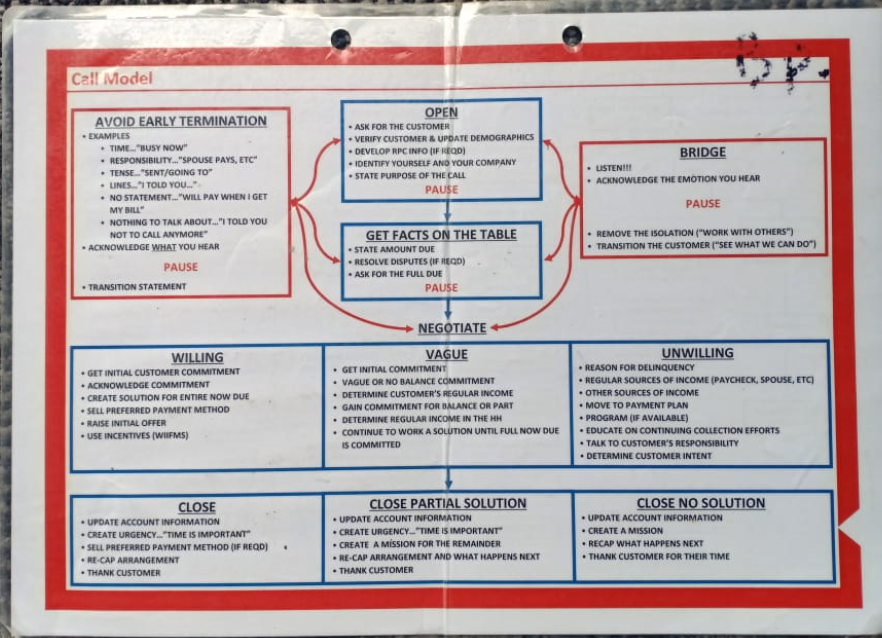 Call Model
AVOID EARLY TERMINATION
• EXAMPLES
• TIME..."BUSY NOW"
• RESPONSIBILITY..."SPOUSE PAYS, ETC"
• TENSE..."SENT/GOING TO"
• LINES..."I TOLD YOU..."
• NO STATEMENT..."WILL PAY WHEN I GET
MY BILL"
• NOTHING TO TALK ABOUT..."I TOLD YOU
NOT TO CALL ANYMORE"
• ACKNOWLEDGE WHAT YOU HEAR
PAUSE
• TRANSITION STATEMENT
OPEN
• ASK FOR THE CUSTOMER
• VERIFY CUSTOMER & UPDATE DEMOGRAPHICS
• DEVELOP RPC INFO (IF REQD)
• IDENTIFY YOURSELF AND YOUR COMPANY
• STATE PURPOSE OF THE CALL
PAUSE
GET FACTS ON THE TABLE
• STATE AMOUNT DUE
• RESOLVE DISPUTES (IF REQD)
• ASK FOR THE FULL DUE
PAUSE
BRIDGE
• LISTEN!!!
• ACKNOWLEDGE THE EMOTION YOU HEAR
PAUSE
• REMOVE THE ISOLATION ("WORK WITH OTHERS")
• TRANSITION THE CUSTOMER ("SEE WHAT WE CAN DO")
NEGOTIATE
WILLING
• GET INITIAL CUSTOMER COMMITMENT
• ACKNOWLEDGE COMMITMENT
• CREATE SOLUTION FOR ENTIRE NOW DUE
• SELL PREFERRED PAYMENT METHOD
• RAISE INITIAL OFFER
• USE INCENTIVES (WIIFMS)
VAGUE
• GET INITIAL COMMITMENT
• VAGUE OR NO BALANCE COMMITMENT
• DETERMINE CUSTOMER'S REGULAR INCOME
• GAIN COMMITMENT FOR BALANCE OR PART
• DETERMINE REGULAR INCOME IN THE HH
• CONTINUE TO WORK A SOLUTION UNTIL FULL NOW DUE
IS COMMITTED
UNWILLING
• REASON FOR DELINQUENCY
• REGULAR SOURCES OF INCOME (PAYCHECK, SPOUSE, ETC)
• OTHER SOURCES OF INCOME
• MOVE TO PAYMENT PLAN
• PROGRAM (IF AVAILABLE)
• EDUCATE ON CONTINUING COLLECTION EFFORTS
• TALK TO CUSTOMER'S RESPONSIBILITY
• DETERMINE CUSTOMER INTENT
CLOSE
• UPDATE ACCOUNT INFORMATION
• CREATE URGENCY..."TIME IS IMPORTANT"
• SELL PREFERRED PAYMENT METHOD (IF REQD)
• RE-CAP ARRANGEMENT
• THANK CUSTOMER
CLOSE PARTIAL SOLUTION
• UPDATE ACCOUNT INFORMATION
• CREATE URGENCY..."TIME IS IMPORTANT"
• CREATE A MISSION FOR THE REMAINDER
• RE-CAP ARRANGEMENT AND WHAT HAPPENS NEXT
• THANK CUSTOMER
CLOSE NO SOLUTION
• UPDATE ACCOUNT INFORMATION
• CREATE A MISSION
• RECAP WHAT HAPPENS NEXT
• THANK CUSTOMER FOR THEIR TIME